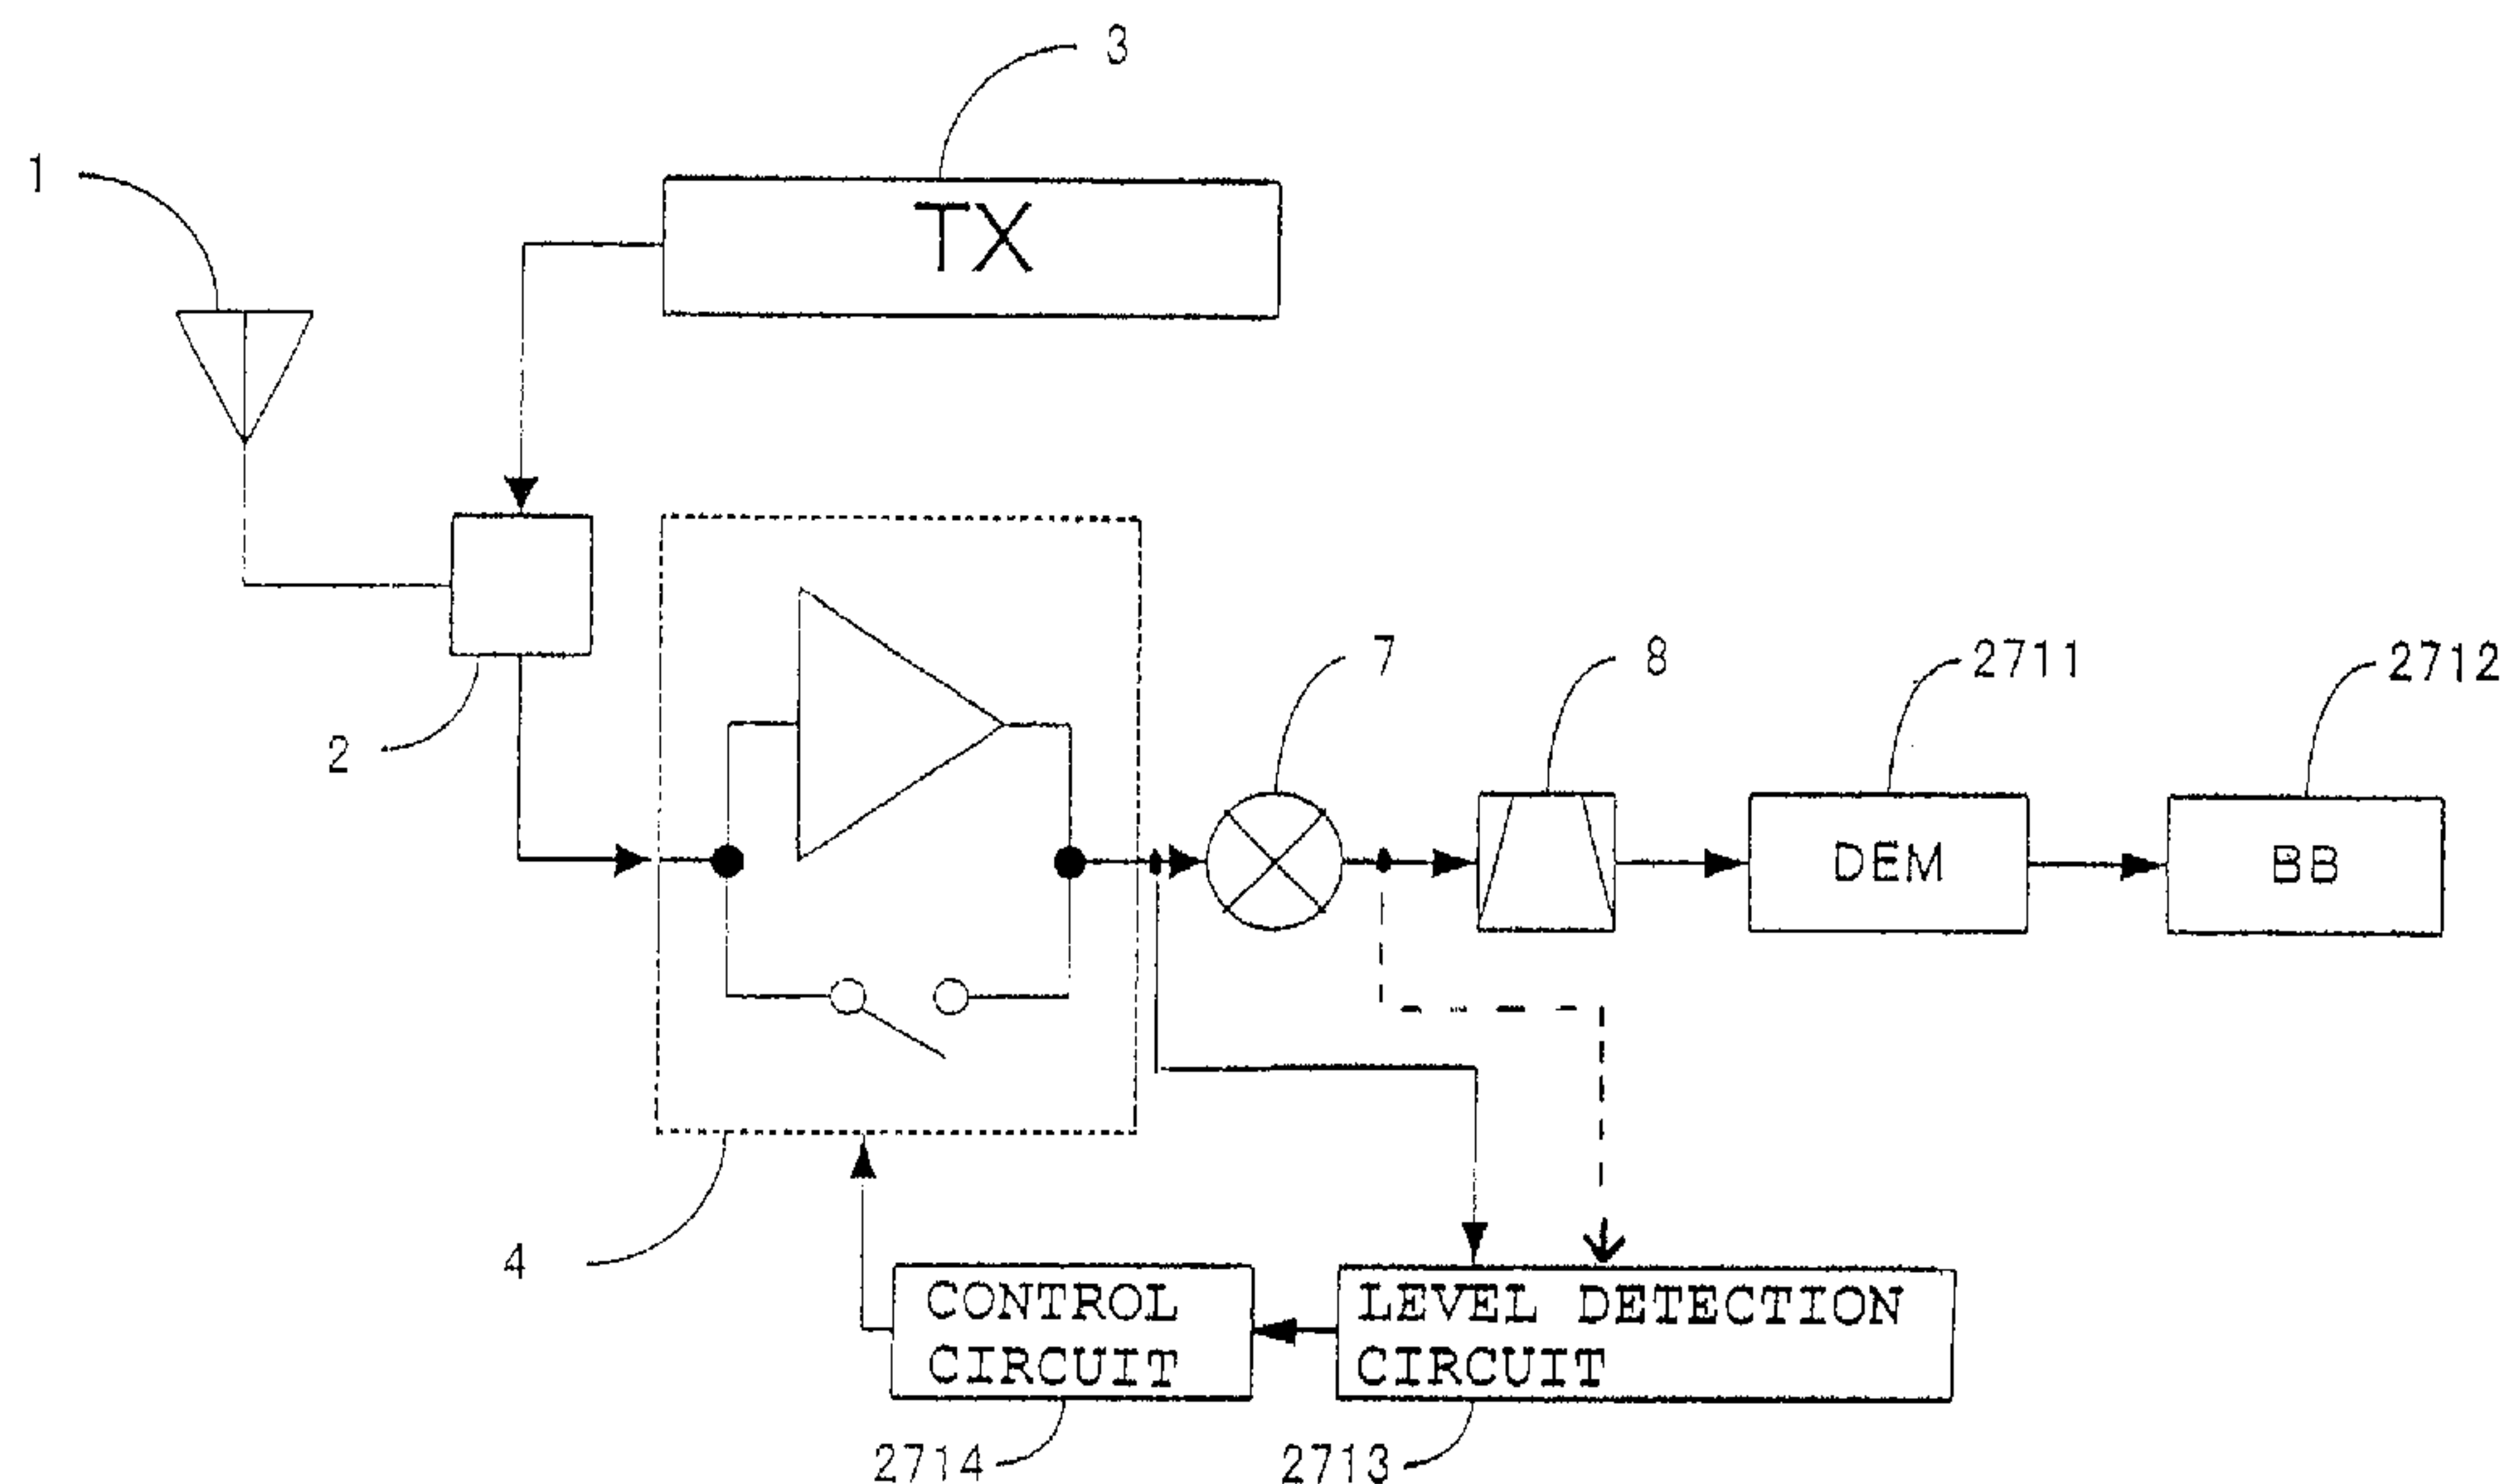 3
1
TX
7
8
2711
2712
2
DEM
BB
4
CONTROL
CIRCUIT
LEVEL DETECTION
CIRCUIT
2714
2713